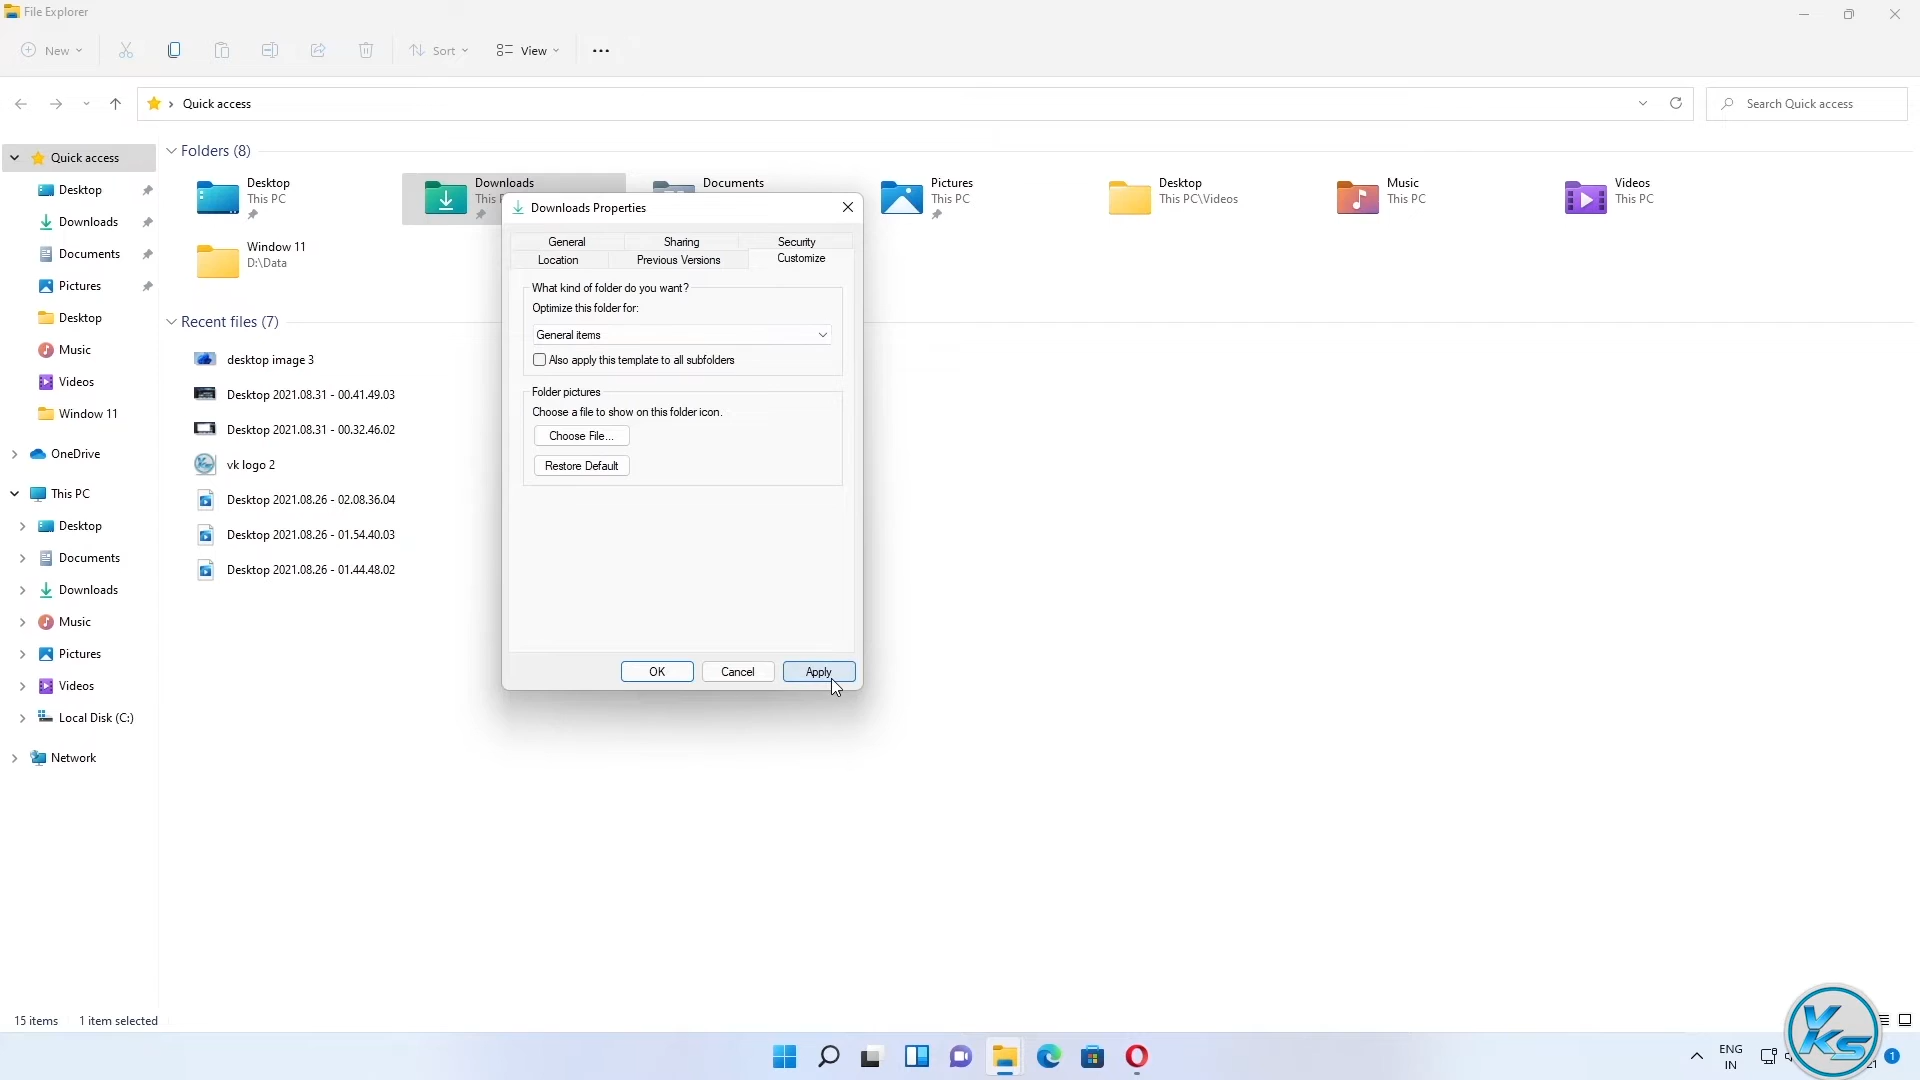 File Explorer
New
Sort
View
Quick access
Search Quick access
Quick access
Desktop
Downloads
Documents
Pictures
Desktop
Music
Videos
Window 11
OneDrive
This PC
Desktop
Documents
Downloads
Music
Pictures
Videos
Local Disk (C:)
Network
Folders (8)
Desktop
This PC
Downloads
Documents
Pictures
This PC
Desktop
This PC\Videos
Music
This PC
Videos
This PC
Window 11
D:\Data
Recent files (7)
desktop image 3
Desktop 2021.08.31 - 00.41.49.03
Desktop 2021.08.31 - 00.32.46.02
vk logo 2
Desktop 2021.08.26 - 02.08.36.04
Desktop 2021.08.26 - 01.54.40.03
Desktop 2021.08.26 - 01.44.48.02
Downloads Properties
General
Sharing
Security
Location
Previous Versions
Customize
What kind of folder do you want?
Optimize this folder for:
General items
Also apply this template to all subfolders
Folder pictures
Choose a file to show on this folder icon.
Choose File...
Restore Default
OK
Cancel
Apply
15 items
1 item selected
ENG
IN
1
VKs